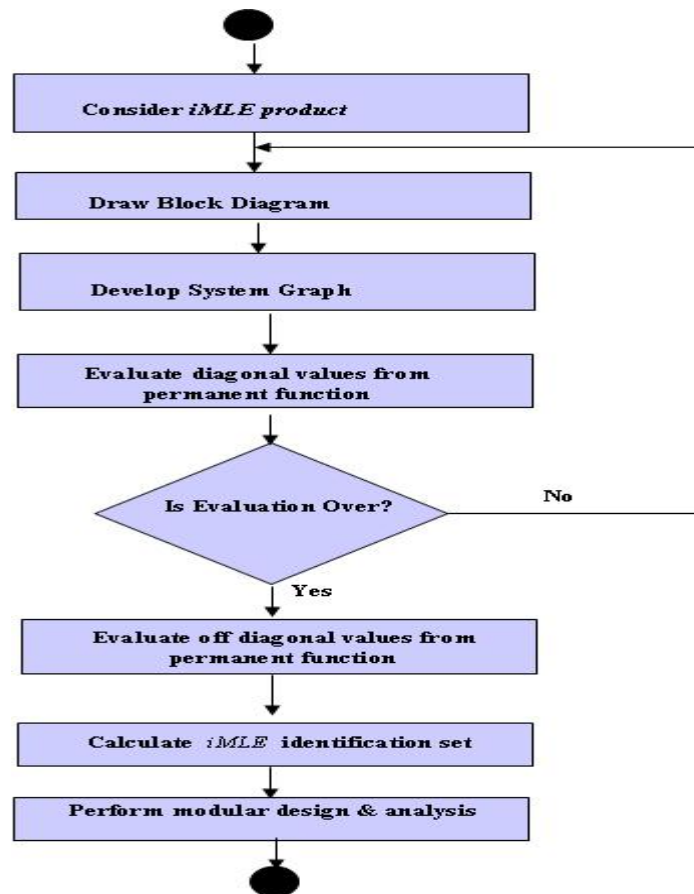 Consider iMLE product
Draw Block Diagram
Develop System Graph
Evaluate diagonal values from
permanent function
Is Evaluation Over?
No
Yes
Evaluate off diagonal values from
permanent function
Calculate iMLE identification set
Perform modular design & analysis